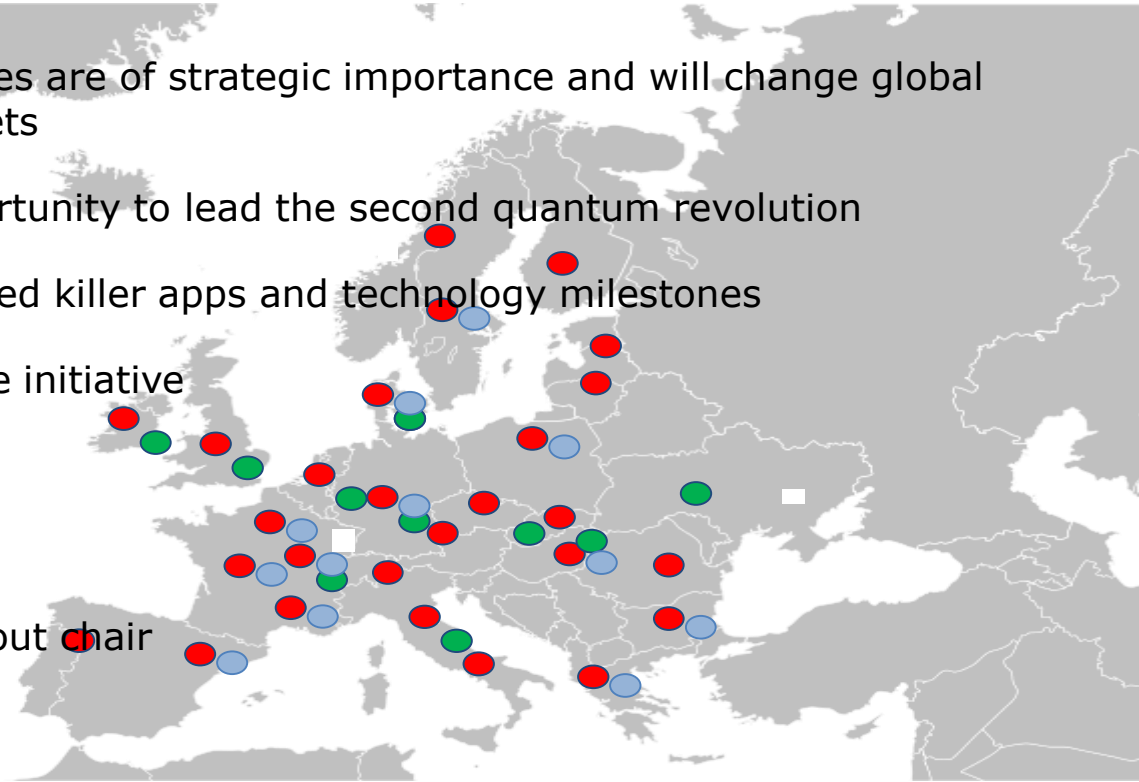 es are of strategic importance and will change global
ets
rtunity to lead the second quantum revolution
ed killer apps and technology milestones
e initiative
out chair